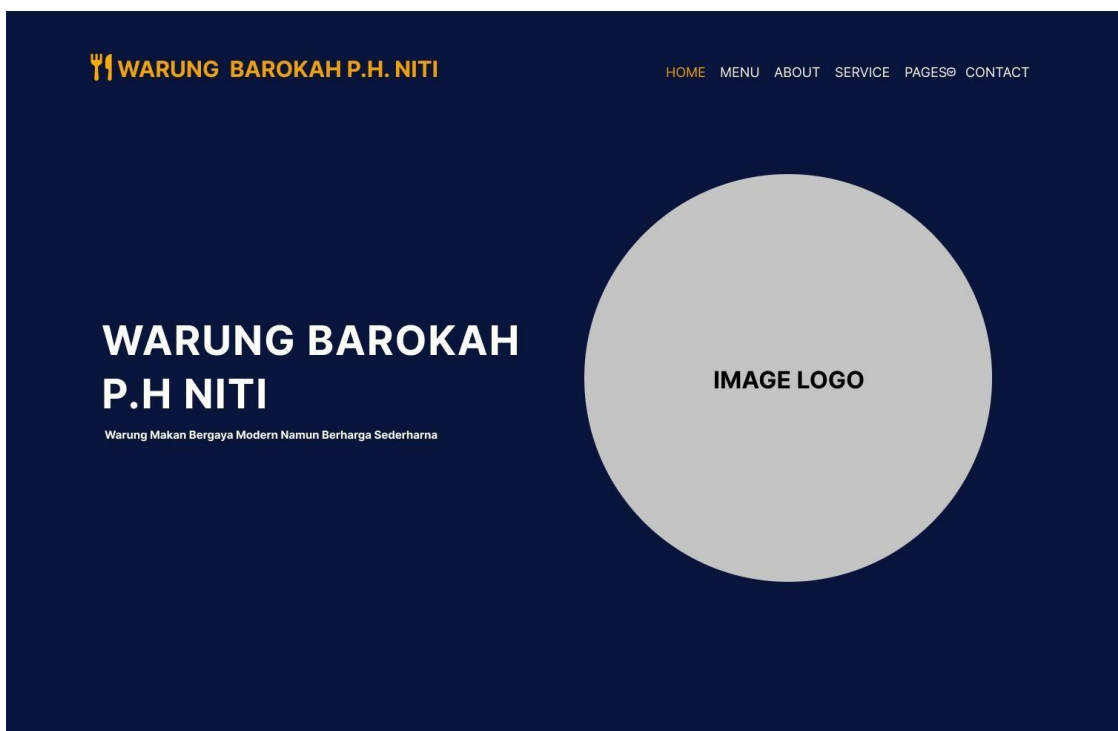 WARUNG BAROKAH P.H. NITI
HOME MENU ABOUT SERVICE PAGES CONTACT
WARUNG BAROKAH
P.H NITI
Warung Makan Bergaya Modern Namun Berharga Sederharna
IMAGE LOGO